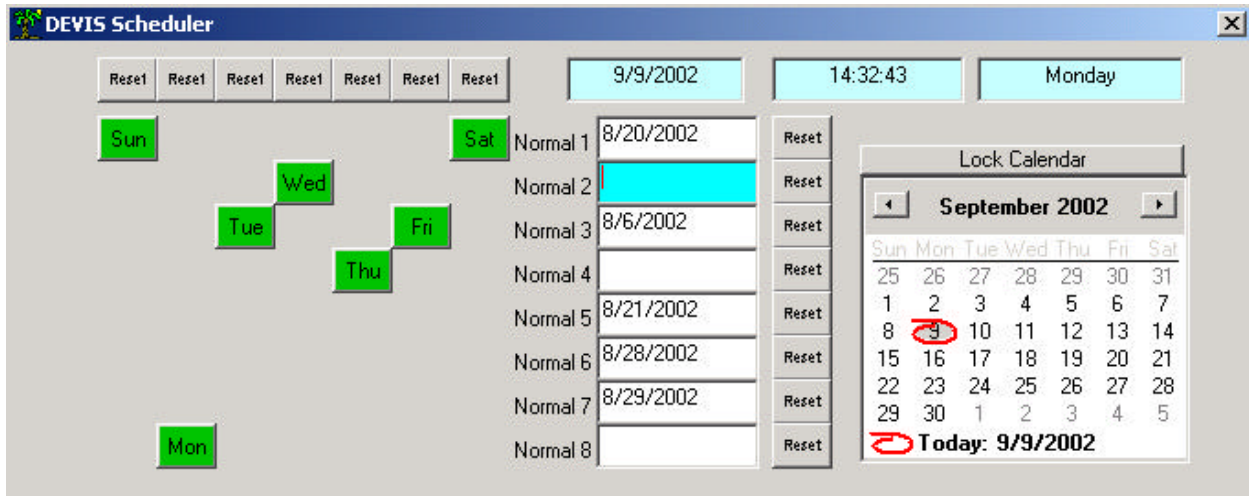 DEVIS Scheduler
Reset Reset Reset Reset Reset Reset Reset 9/9/2002 14:32:43 Monday
Sun Sat Normal 1 8/20/2002 Reset
Lock Calendar
Wed Normal 2 Reset
September 2002
Tue Fri Normal 3 8/6/2002 Reset
Sun Mon Tue Wed Thu Fri Sat
Thu Normal 4 Reset
25 26 27 28 29 30 31
1 2 3 4 5 6 7
Normal 5 8/21/2002 Reset
8 9 10 11 12 13 14
Normal 6 8/28/2002 Reset
15 16 17 18 19 20 21
22 23 24 25 26 27 28
Normal 7 8/29/2002 Reset
29 30 1 2 3 4 5
Mon Normal 8 Reset
Today: 9/9/2002